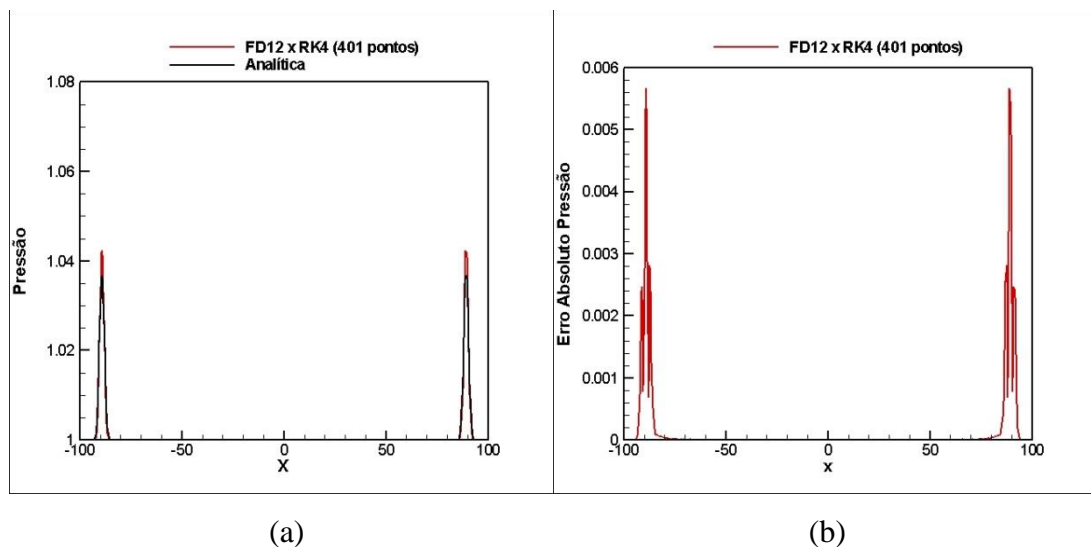 FD12 x RK4 (401 pontos)
Analítica
1.08
1.06
1.04
1.02
1
Pressão
-100
-50
0
50
100
X
(a)
FD12 x RK4 (401 pontos)
0.006
0.005
0.004
0.003
0.002
0.001
0
Erro Absoluto Pressão
-100
-50
0
50
100
x
(b)